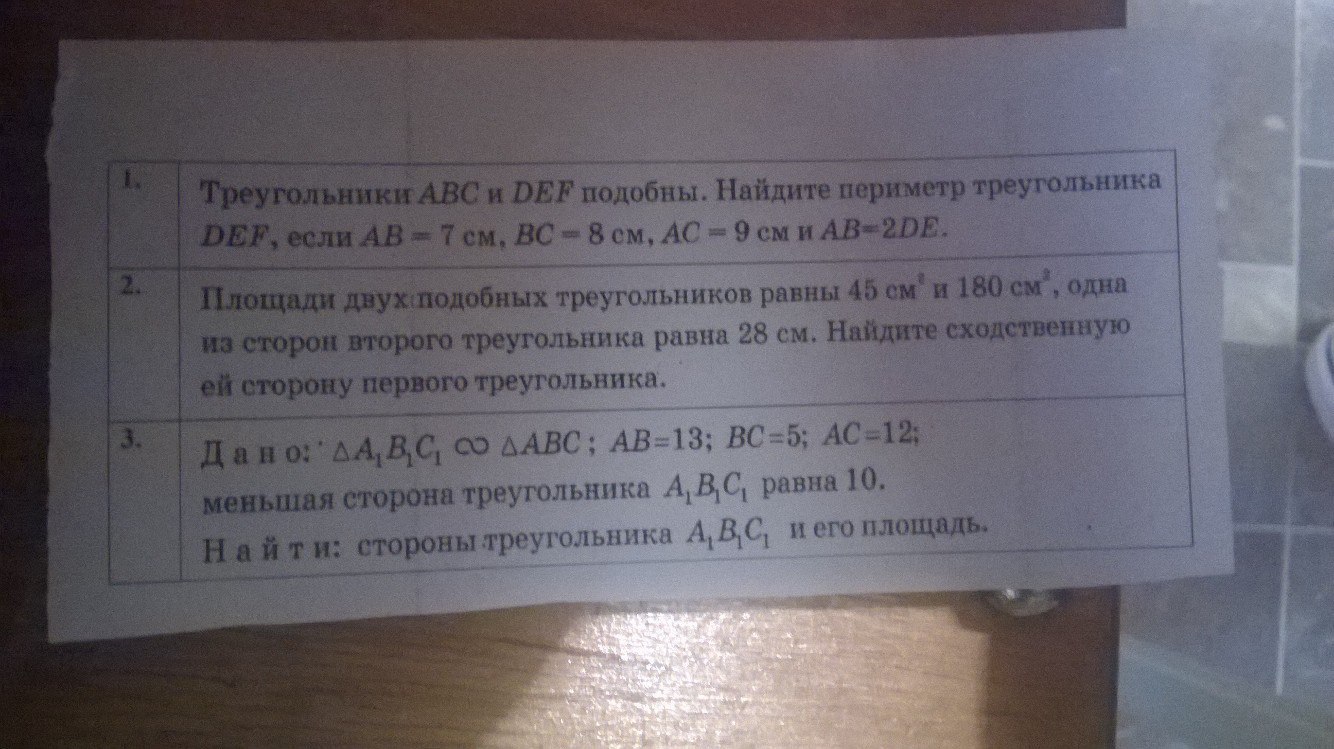 1.
Треугольники ABC и DEF подобны. Найдите периметр треугольника
DEF, если AB = 7 см, BC = 8 см, AC = 9 см и AB=2DE.
2.
Площади двух подобных треугольников равны 45 см² и 180 см², одна
из сторон второго треугольника равна 28 см. Найдите сходственную
ей сторону первого треугольника.
3.
Д а н о: △A₁B₁C₁ ∞ △ABC ; AB=13; BC=5; AC=12;
меньшая сторона треугольника A₁B₁C₁ равна 10.
Н а й т и: стороны треугольника A₁B₁C₁ и его площадь.